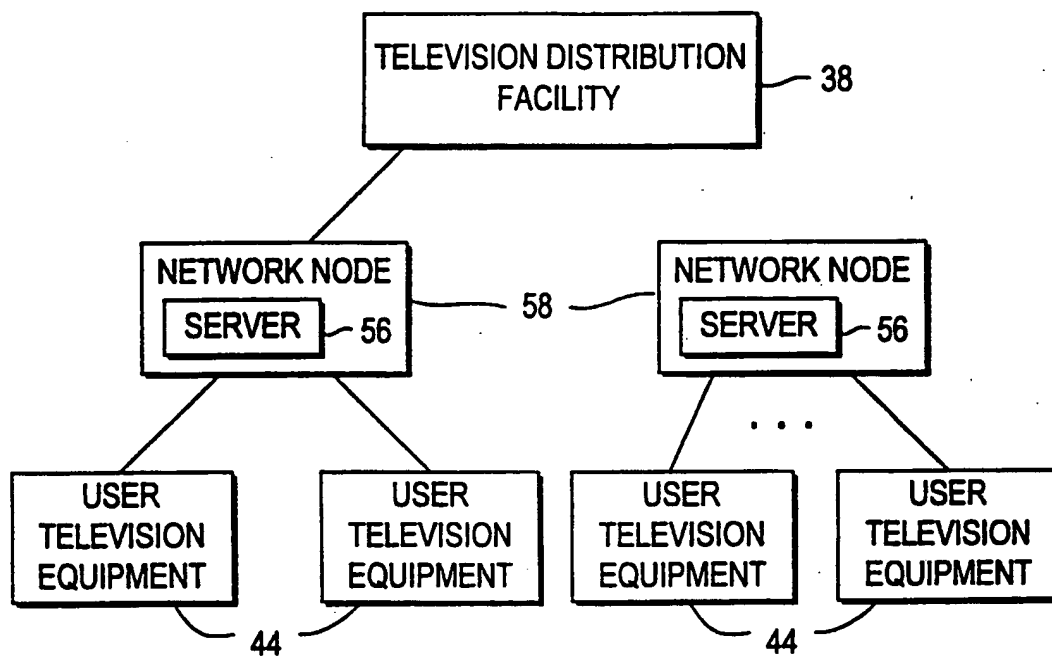 TELEVISION DISTRIBUTION
FACILITY
38
NETWORK NODE
SERVER
56
58
NETWORK NODE
SERVER
56
USER
TELEVISION
EQUIPMENT
USER
TELEVISION
EQUIPMENT
44
. . .
USER
TELEVISION
EQUIPMENT
USER
TELEVISION
EQUIPMENT
44